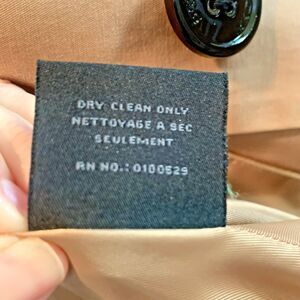 DRY CLEAN ONLY
NETTOYAGE A SEC
SEULEMENT
RN NO.: 0100529